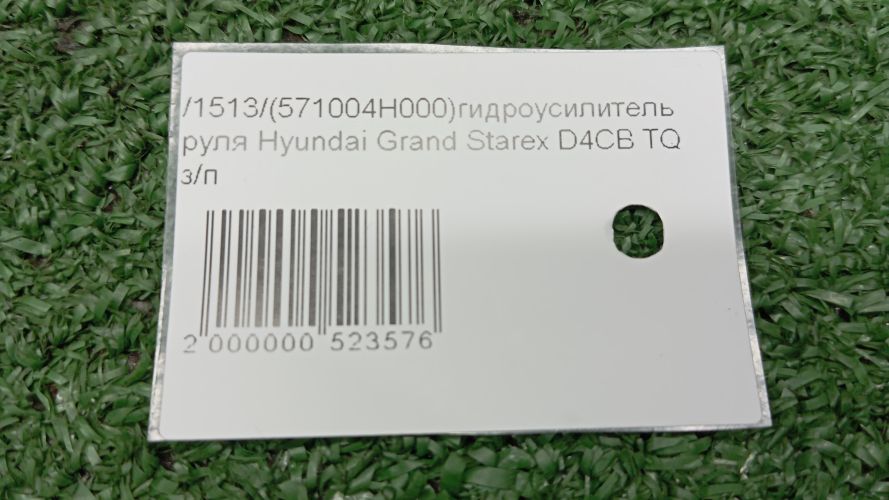 /1513/(571004H000)гидроусилитель
руля Hyundai Grand Starex D4CB TQ
з/п
2 000000 523576